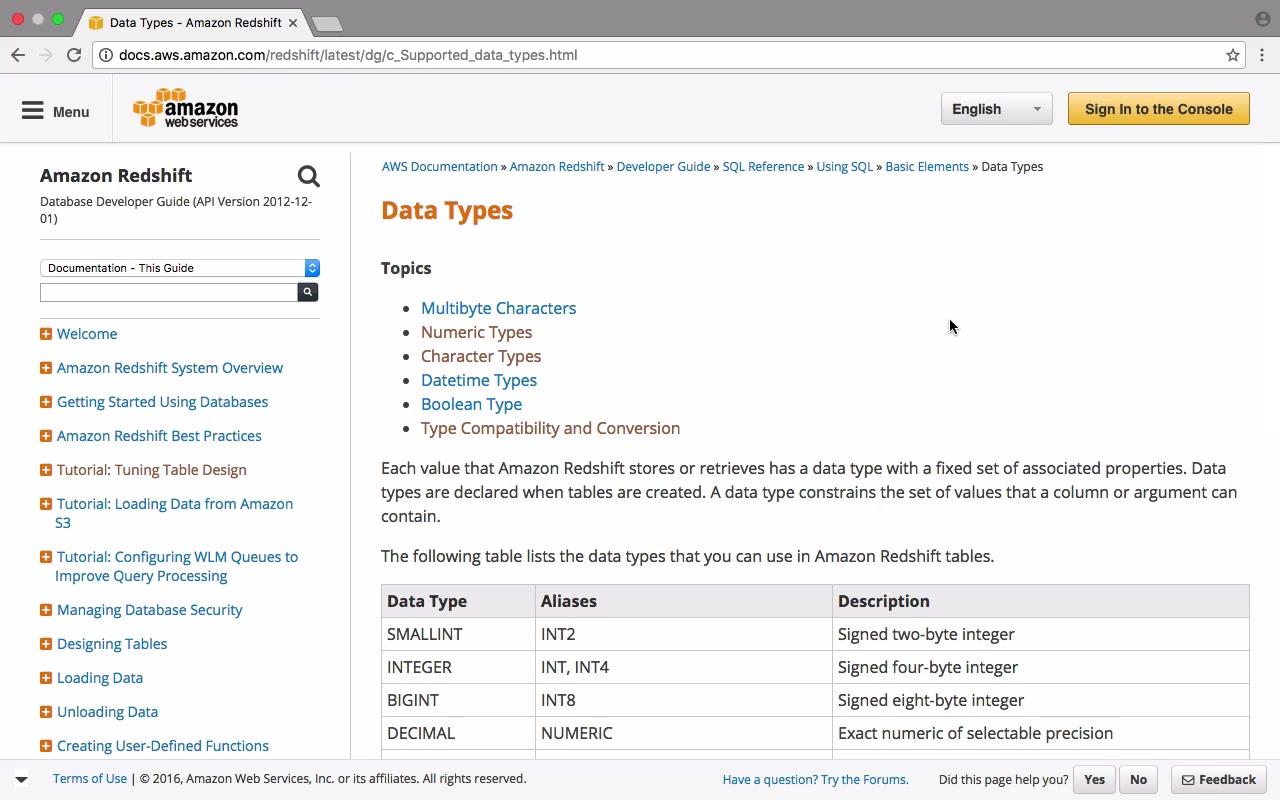 Data Types - Amazon Redshift
docs.aws.amazon.com/redshift/latest/dg/c_Supported_data_types.html
Menu
amazon
web services
English
Sign In to the Console
Amazon Redshift
Database Developer Guide (API Version 2012-12-
01)
Documentation - This Guide
Welcome
Amazon Redshift System Overview
Getting Started Using Databases
Amazon Redshift Best Practices
Tutorial: Tuning Table Design
Tutorial: Loading Data from Amazon
S3
Tutorial: Configuring WLM Queues to
Improve Query Processing
Managing Database Security
Designing Tables
Loading Data
Unloading Data
Creating User-Defined Functions
AWS Documentation » Amazon Redshift » Developer Guide » SQL Reference » Using SQL » Basic Elements » Data Types
Data Types
Topics
Multibyte Characters
Numeric Types
Character Types
Datetime Types
Boolean Type
Type Compatibility and Conversion
Each value that Amazon Redshift stores or retrieves has a data type with a fixed set of associated properties. Data
types are declared when tables are created. A data type constrains the set of values that a column or argument can
contain.
The following table lists the data types that you can use in Amazon Redshift tables.
Data Type Aliases Description
SMALLINT INT2 Signed two-byte integer
INTEGER INT, INT4 Signed four-byte integer
BIGINT INT8 Signed eight-byte integer
DECIMAL NUMERIC Exact numeric of selectable precision
Terms of Use | © 2016, Amazon Web Services, Inc. or its affiliates. All rights reserved.
Have a question? Try the Forums.
Did this page help you? Yes No Feedback